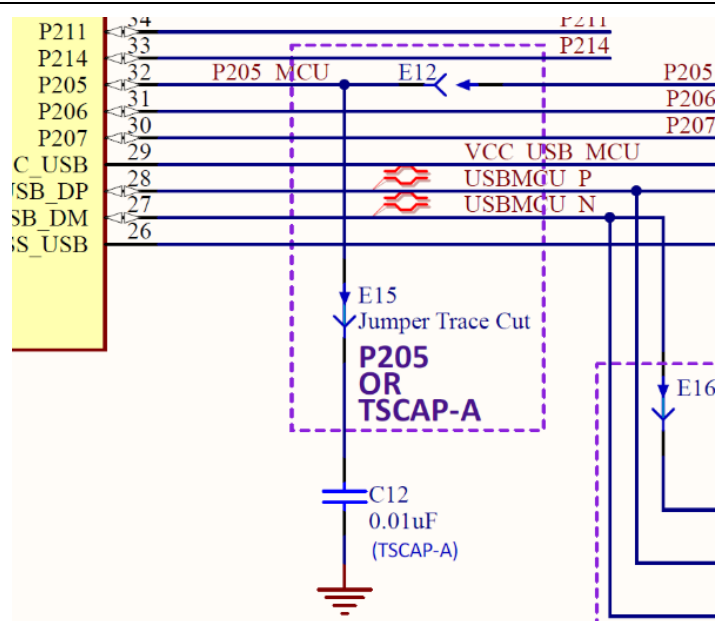 34
P211
P211
33
P214
P214
32
P205
P205_MCU
E12
P205
31
P206
P206
30
P207
P207
29
C_USB
VCC_USB_MCU
28
USB_DP
USBMCU_P
27
SB_DM
USBMCU_N
26
SS_USB
E15
Jumper Trace Cut
P205
OR
TSCAP-A
E16
C12
0.01uF
(TSCAP-A)